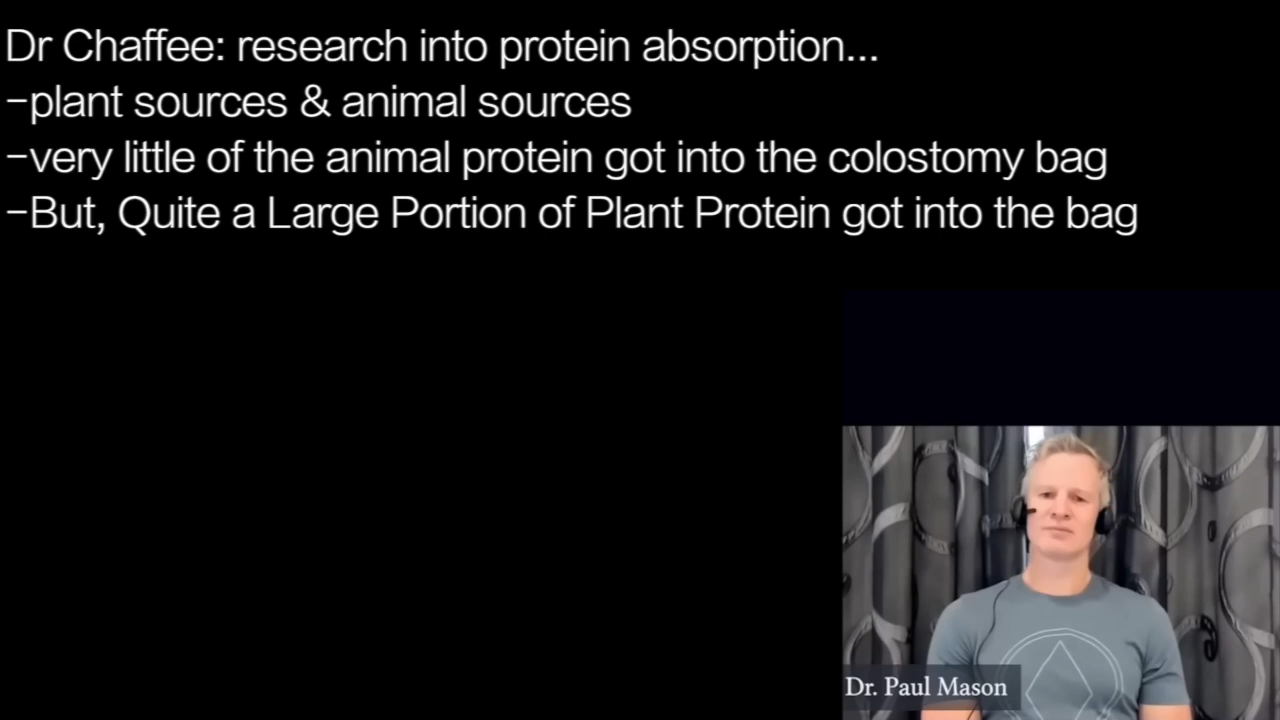 Dr Chaffee: research into protein absorption...
-plant sources & animal sources
-very little of the animal protein got into the colostomy bag
-But, Quite a Large Portion of Plant Protein got into the bag
Dr. Paul Mason